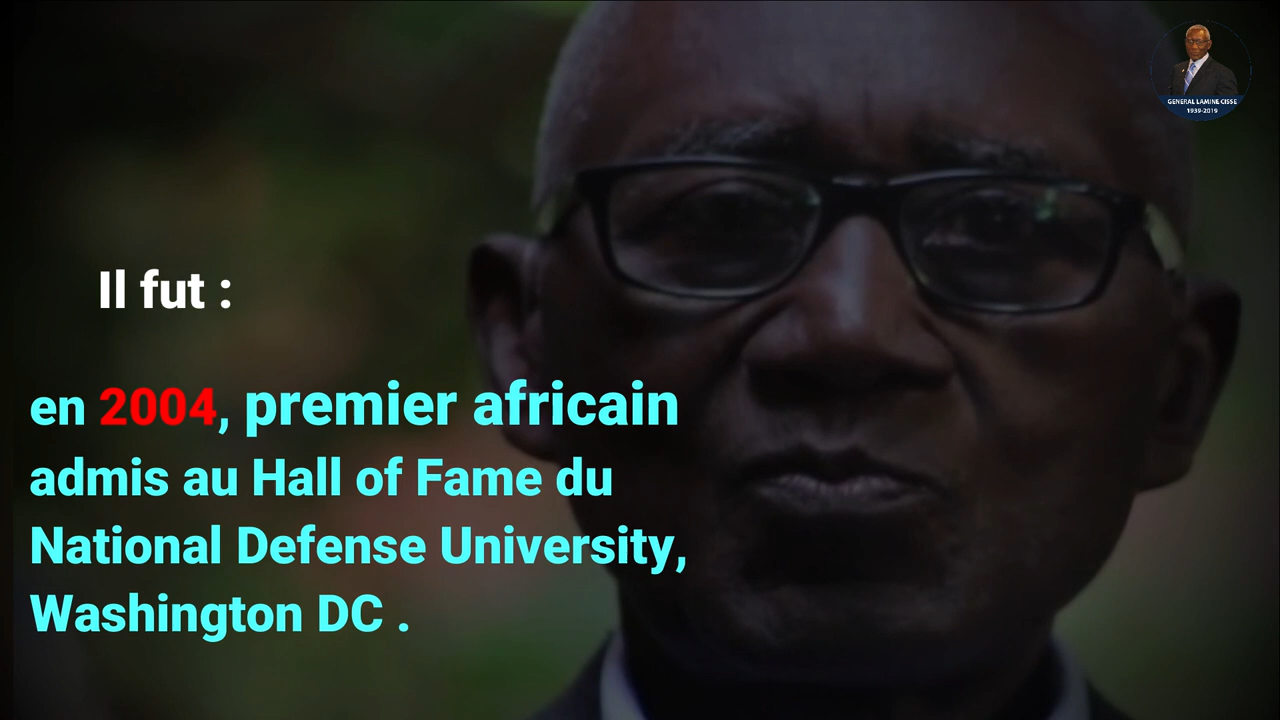 GENERAL LAMINE CISSE
1939-2019
Il fut :
en 2004, premier africain
admis au Hall of Fame du
National Defense University,
Washington DC .